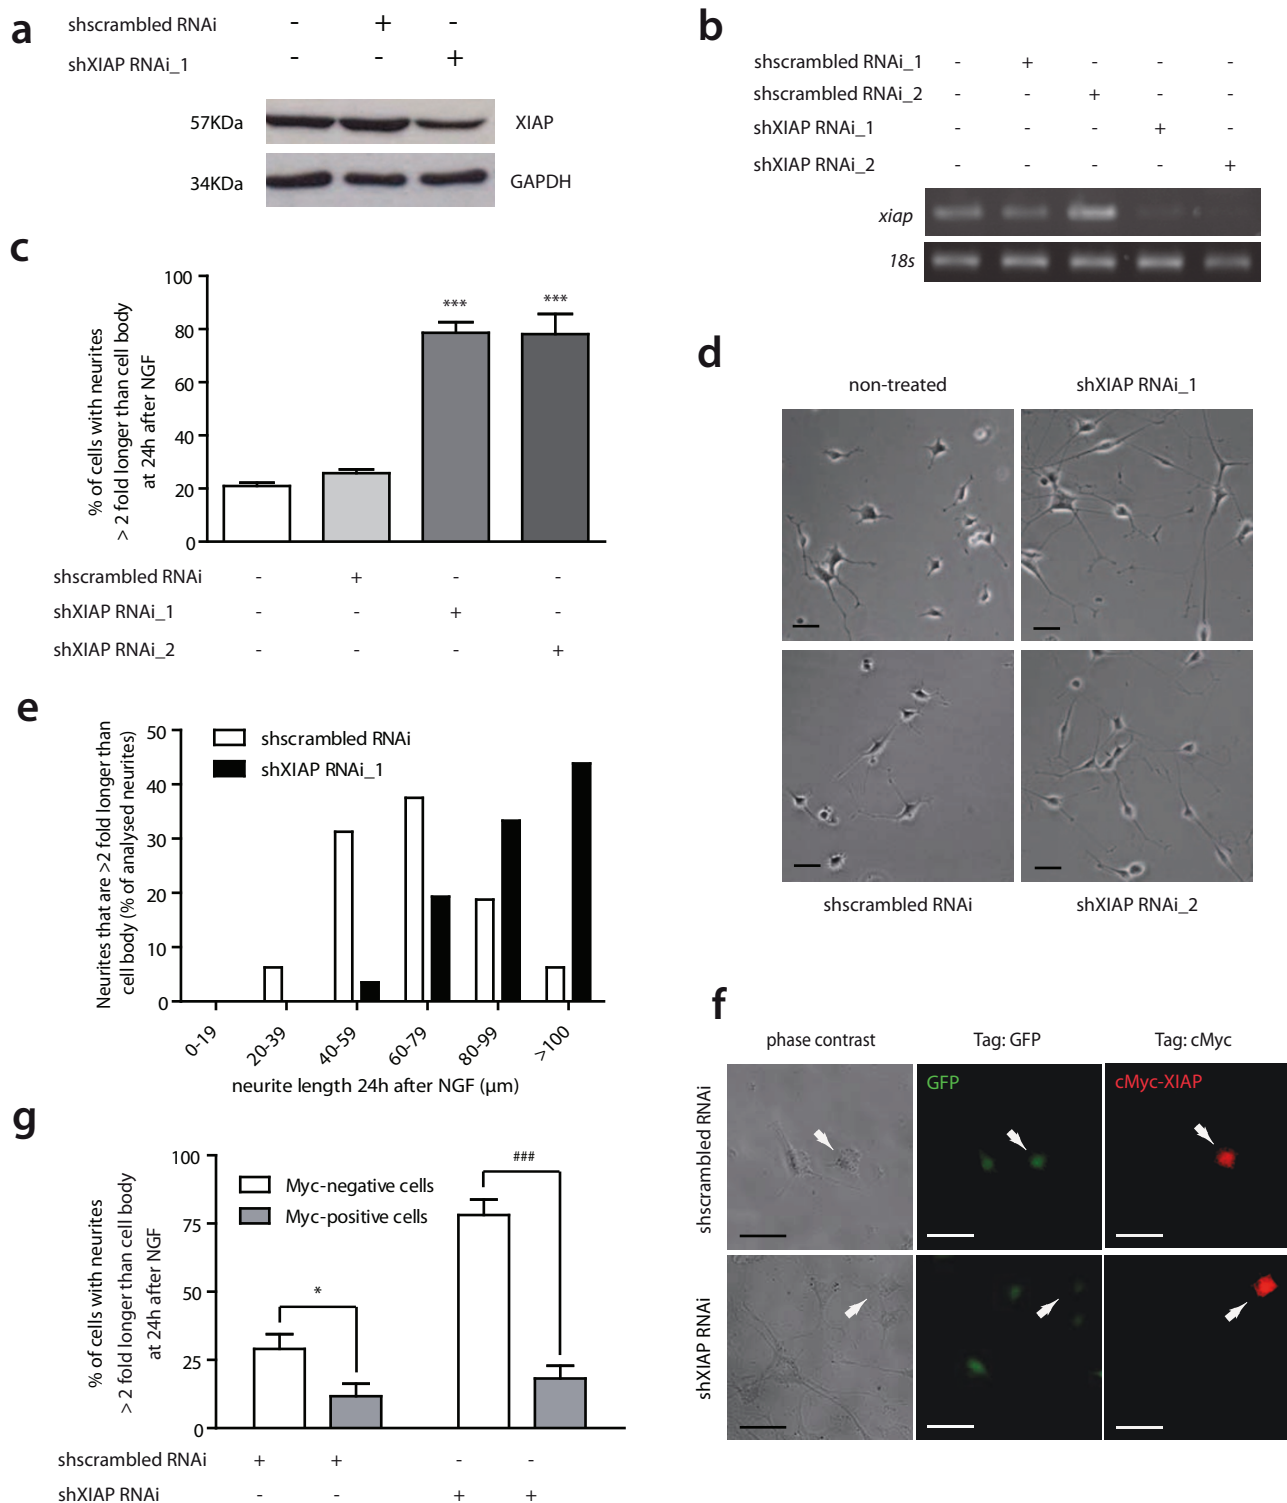 a
shscrambled RNAi - + -
shXIAP RNAi_1 - - +
57KDa XIAP
34KDa GAPDH
b
shscrambled RNAi_1 - + - - -
shscrambled RNAi_2 - - + - -
shXIAP RNAi_1 - - - + -
shXIAP RNAi_2 - - - - +
xiap
18s
c
% of cells with neurites
> 2 fold longer than cell body
at 24h after NGF
100
80
60
40
20
0
***
***
shscrambled RNAi - + - -
shXIAP RNAi_1 - - + -
shXIAP RNAi_2 - - - +
d
non-treated
shXIAP RNAi_1
shscrambled RNAi
shXIAP RNAi_2
e
Neurites that are >2 fold longer than
cell body (% of analysed neurites)
50
40
30
20
10
0
shscrambled RNAi
shXIAP RNAi_1
0-19
20-39
40-59
60-79
80-99
>100
neurite length 24h after NGF (µm)
f
phase contrast
Tag: GFP
Tag: cMyc
shscrambled RNAi
GFP
cMyc-XIAP
shXIAP RNAi
g
% of cells with neurites
> 2 fold longer than cell body
at 24h after NGF
100
75
50
25
0
Myc-negative cells
Myc-positive cells
*
###
shscrambled RNAi + + - -
shXIAP RNAi - - + +